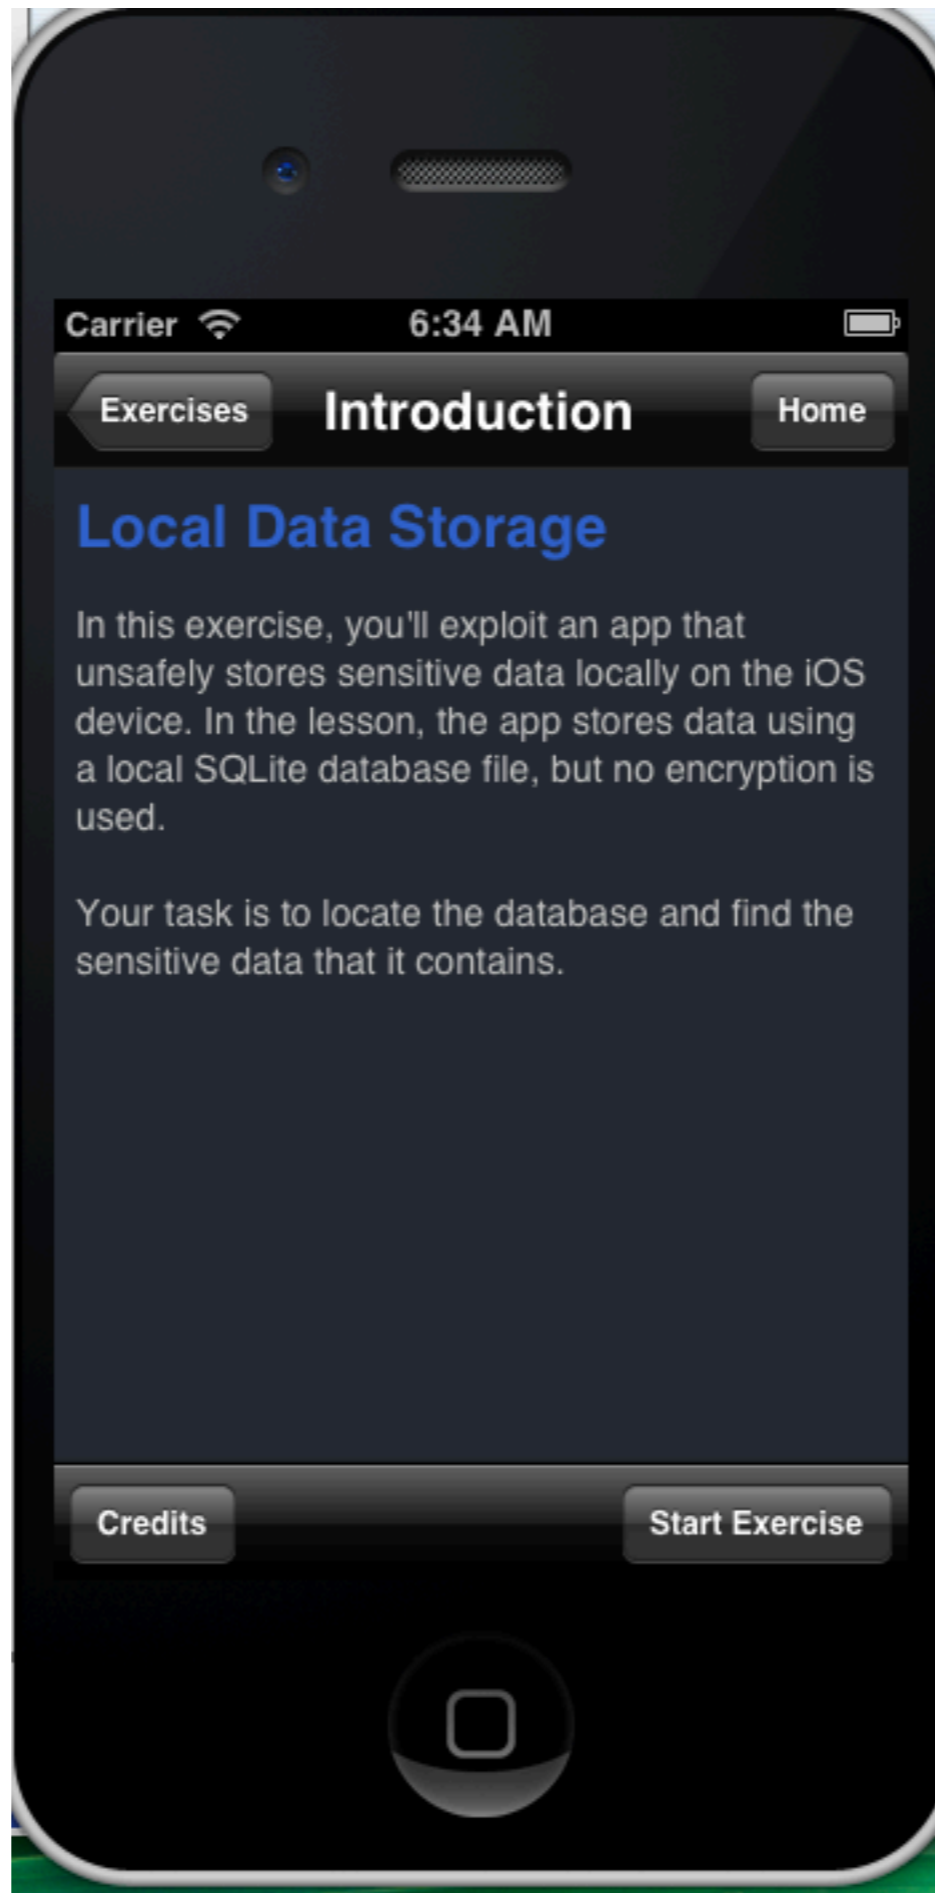 Carrier 6:34 AM
Exercises Introduction Home
Local Data Storage
In this exercise, you'll exploit an app that
unsafely stores sensitive data locally on the iOS
device. In the lesson, the app stores data using
a local SQLite database file, but no encryption is
used.
Your task is to locate the database and find the
sensitive data that it contains.
Credits Start Exercise